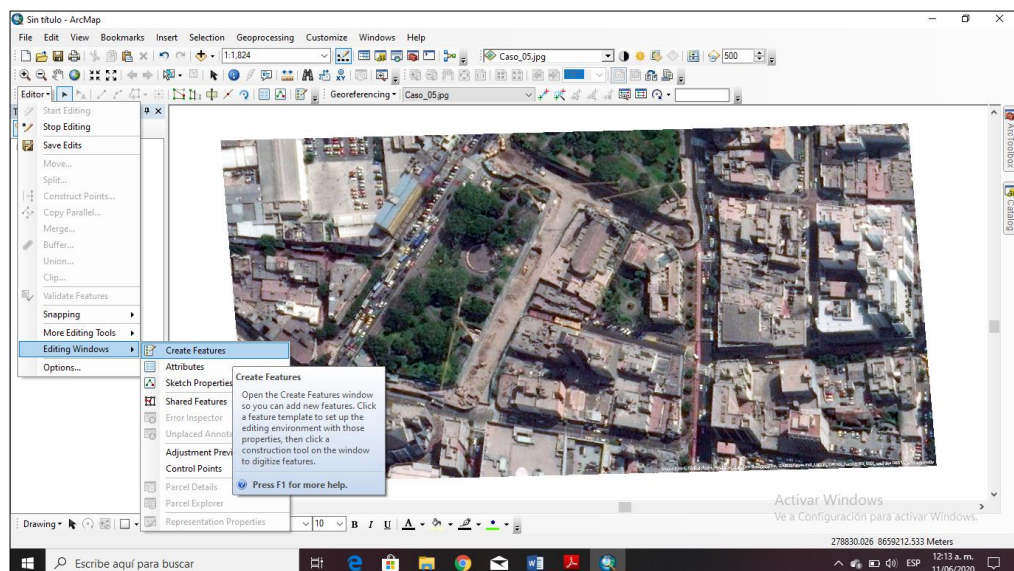 Sin título - ArcMap
File Edit View Bookmarks Insert Selection Geoprocessing Customize Windows Help
1:1,824
Caso_05.jpg
500
Editor
Georeferencing
Caso_05.jpg
Start Editing
Stop Editing
Save Edits
Move...
Split...
Construct Points...
Copy Parallel...
Merge...
Buffer...
Union...
Clip...
Validate Features
Snapping
More Editing Tools
Editing Windows
Options...
Create Features
Attributes
Sketch Properties
Shared Features
Error Inspector
Unplaced Annota
Adjustment Previ
Control Points
Parcel Details
Parcel Explorer
Representation Properties
Create Features
Open the Create Features window
so you can add new features. Click
a feature template to set up the
editing environment with those
properties, then click a
construction tool on the window
to digitize features.
Press F1 for more help.
ArcToolbox
Catalog
Activar Windows
Ve a Configuración para activar Windows.
Drawing
10
B I U A
278830.026 8659212.533 Meters
Escribe aquí para buscar
ESP
12:13 a. m.
11/06/2020